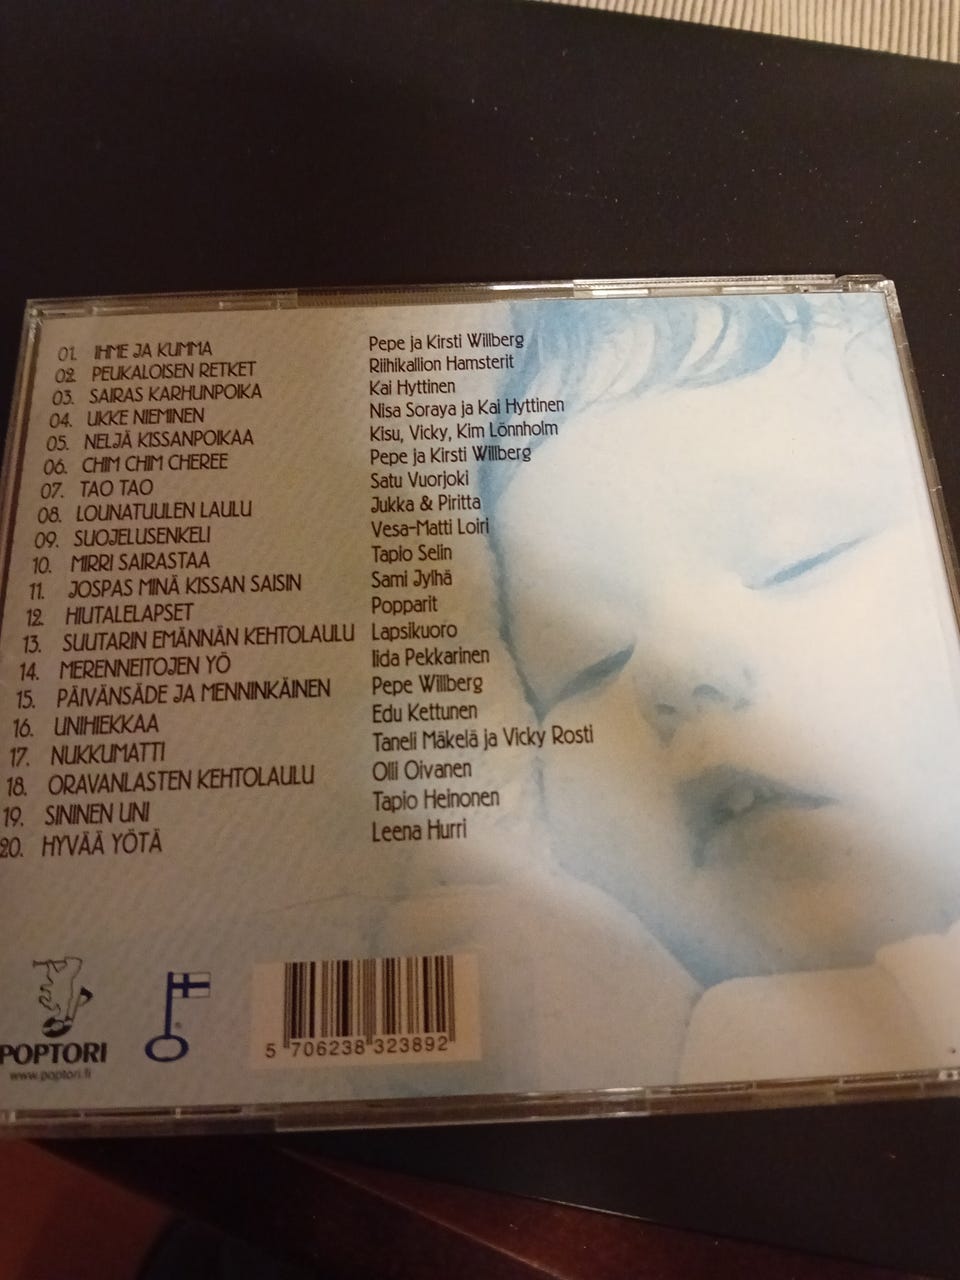 01. IHME JA KUMMA Pepe ja Kirsti Willberg
02. PEUKALOISEN RETKET Riihikallion Hamsterit
03. SAIRAS KARHUNPOIKA Kai Hyttinen
04. UKKE NIEMINEN Nisa Soraya ja Kai Hyttinen
05. NELJÄ KISSANPOIKAA Kisu, Vicky, Kim Lönnholm
06. CHIM CHIM CHEREE Pepe ja Kirsti Willberg
07. TAO TAO Satu Vuorjoki
08. LOUNATUULEN LAULU Jukka & Piritta
09. SUOJELUSENKELI Vesa-Matti Loiri
10. MIRRI SAIRASTAA Tapio Selin
11. JOSPAS MINÄ KISSAN SAISIN Sami Jylhä
12. HIUTALELAPSET Popparit
13. SUUTARIN EMÄNNÄN KEHTOLAULU Lapsikuoro
14. MERENNEITOJEN YÖ Iida Pekkarinen
15. PÄIVÄNSÄDE JA MENNINKÄINEN Pepe Willberg
16. UNIHIEKKAA Edu Kettunen
17. NUKKUMATTI Taneli Mäkelä ja Vicky Rosti
18. ORAVANLASTEN KEHTOLAULU Olli Oivanen
19. SININEN UNI Tapio Heinonen
20. HYVÄÄ YÖTÄ Leena Hurri
POPTORI
www.poptori.fi
5 706238 323892